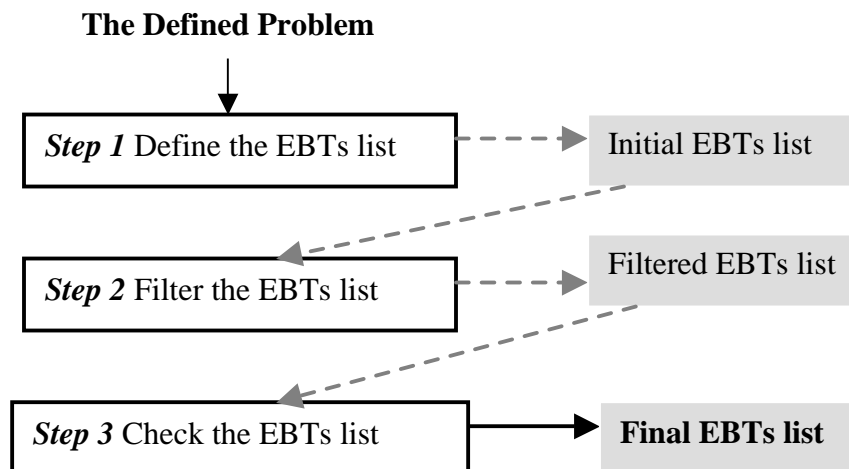 The Defined Problem
Step 1 Define the EBTs list
Initial EBTs list
Step 2 Filter the EBTs list
Filtered EBTs list
Step 3 Check the EBTs list
Final EBTs list